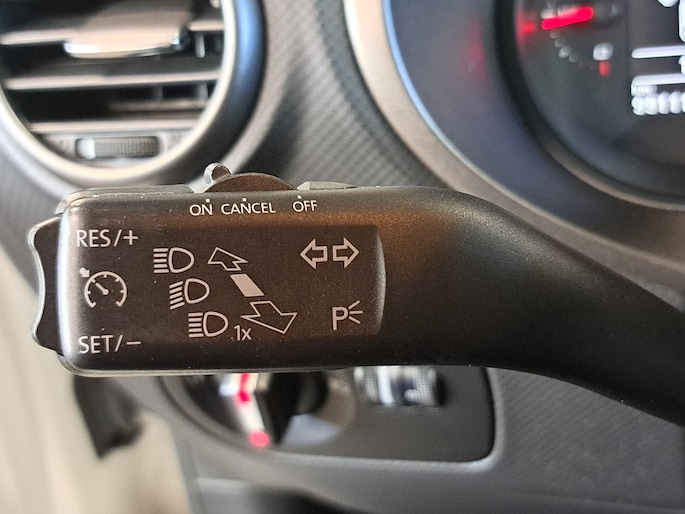 ON CANCEL OFF
RES/+
SET/-
1x
P